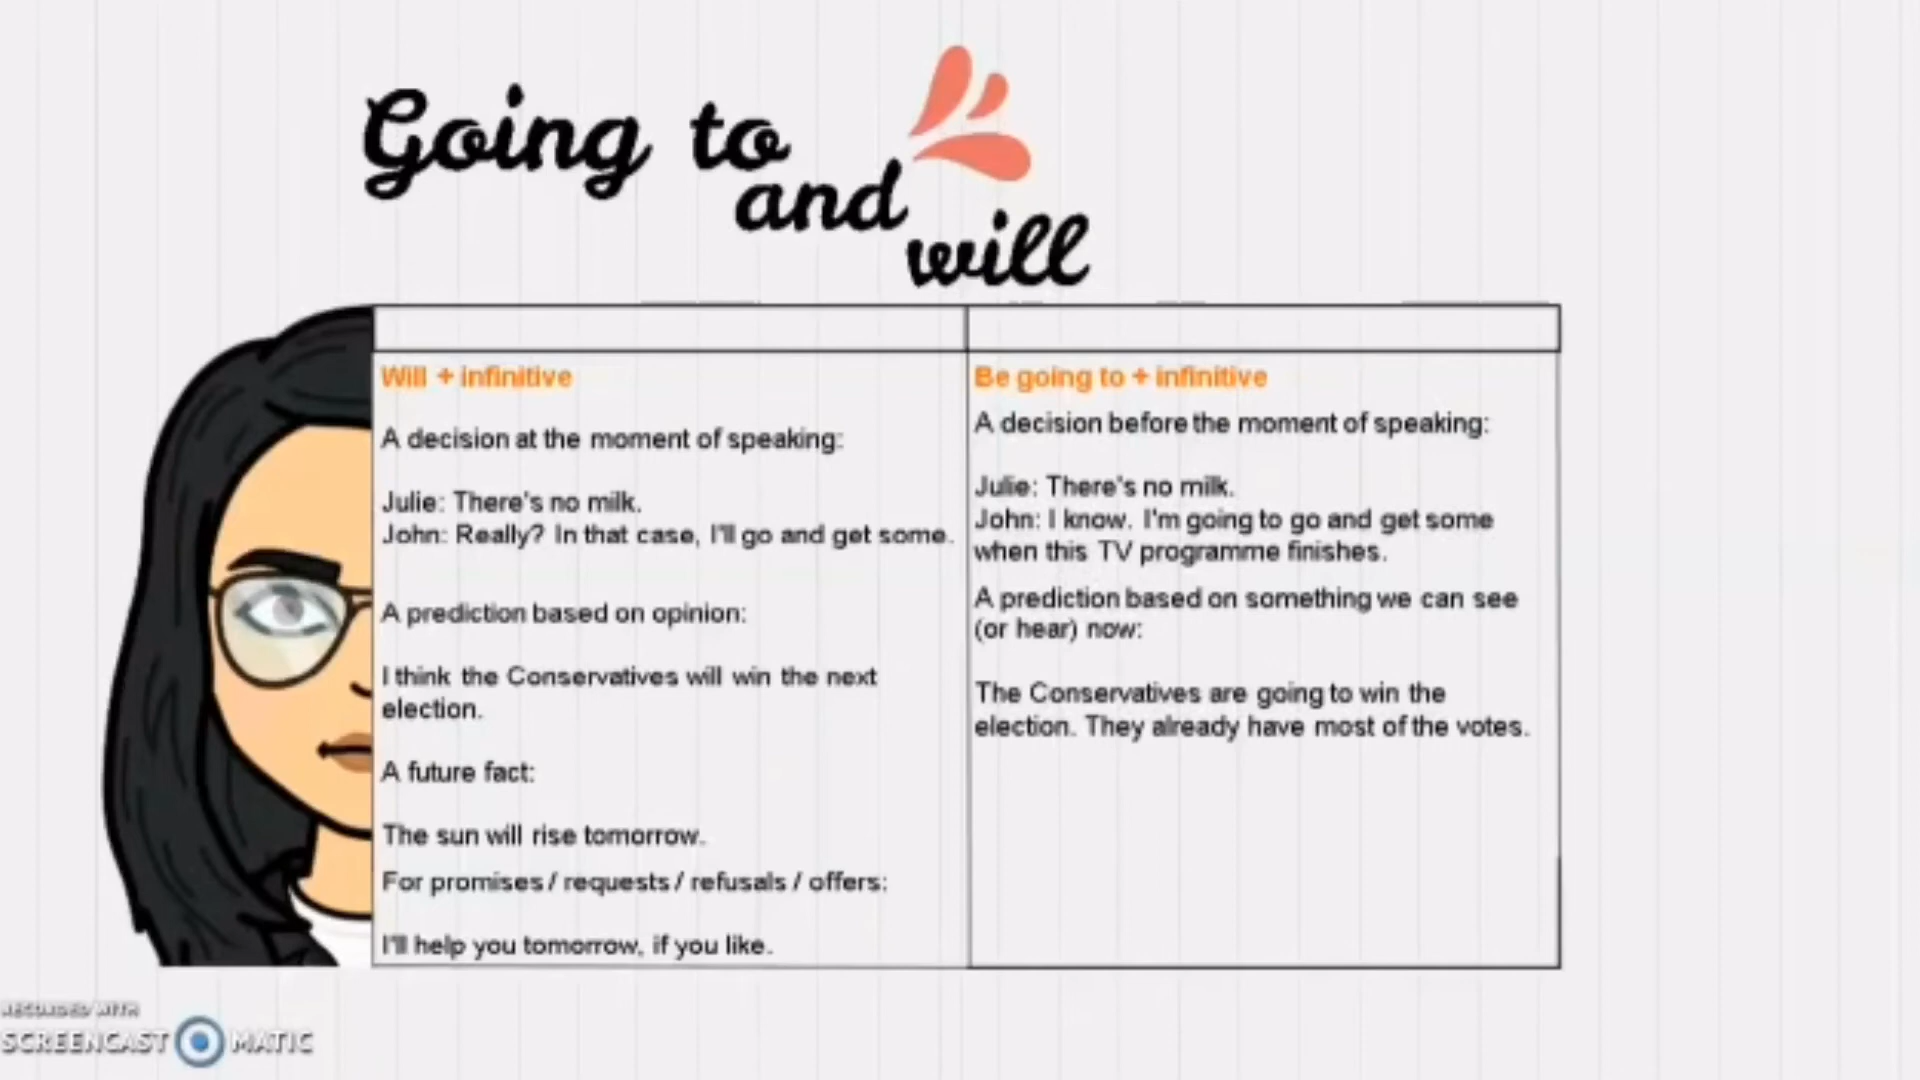 Going to
and
will
Will + infinitive
A decision at the moment of speaking:
Julie: There's no milk.
John: Really? In that case, I'll go and get some.
A prediction based on opinion:
I think the Conservatives will win the next
election.
A future fact:
The sun will rise tomorrow.
For promises / requests / refusals / offers:
I'll help you tomorrow, if you like.
Be going to + infinitive
A decision before the moment of speaking:
Julie: There's no milk.
John: I know. I'm going to go and get some
when this TV programme finishes.
A prediction based on something we can see
(or hear) now:
The Conservatives are going to win the
election. They already have most of the votes.
RECORDED WITH
SCREENCAST MATIC